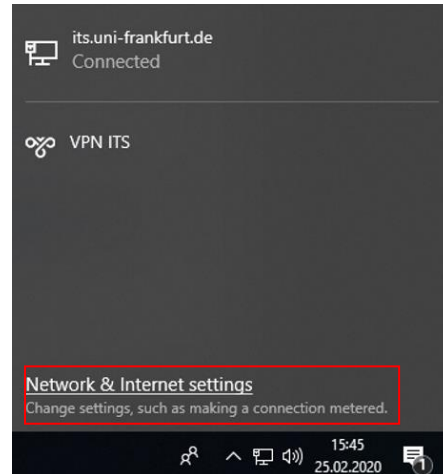 its.uni-frankfurt.de
Connected
VPN ITS
Network & Internet settings
Change settings, such as making a connection metered.
15:45
25.02.2020
1